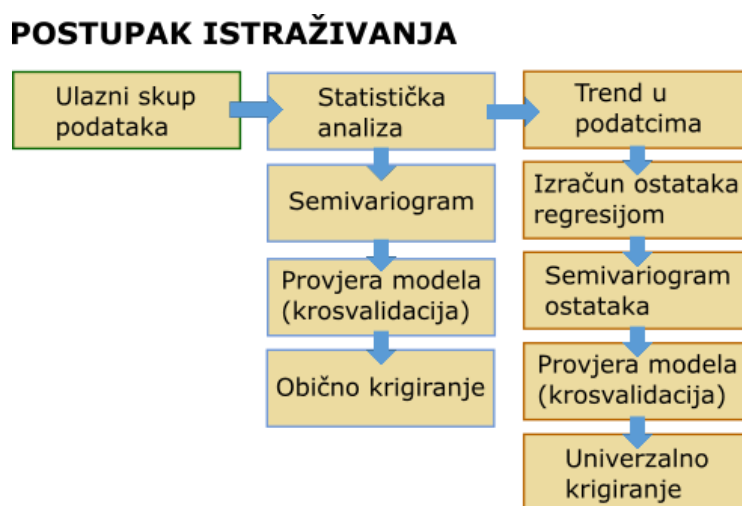 POSTUPAK ISTRAŽIVANJA
Ulazni skup
podataka
Statistička
analiza
Semivariogram
Provjera modela
(krosvalidacija)
Obično krigiranje
Trend u
podatcima
Izračun ostataka
regresijom
Semivariogram
ostataka
Provjera modela
(krosvalidacija)
Univerzalno
krigiranje